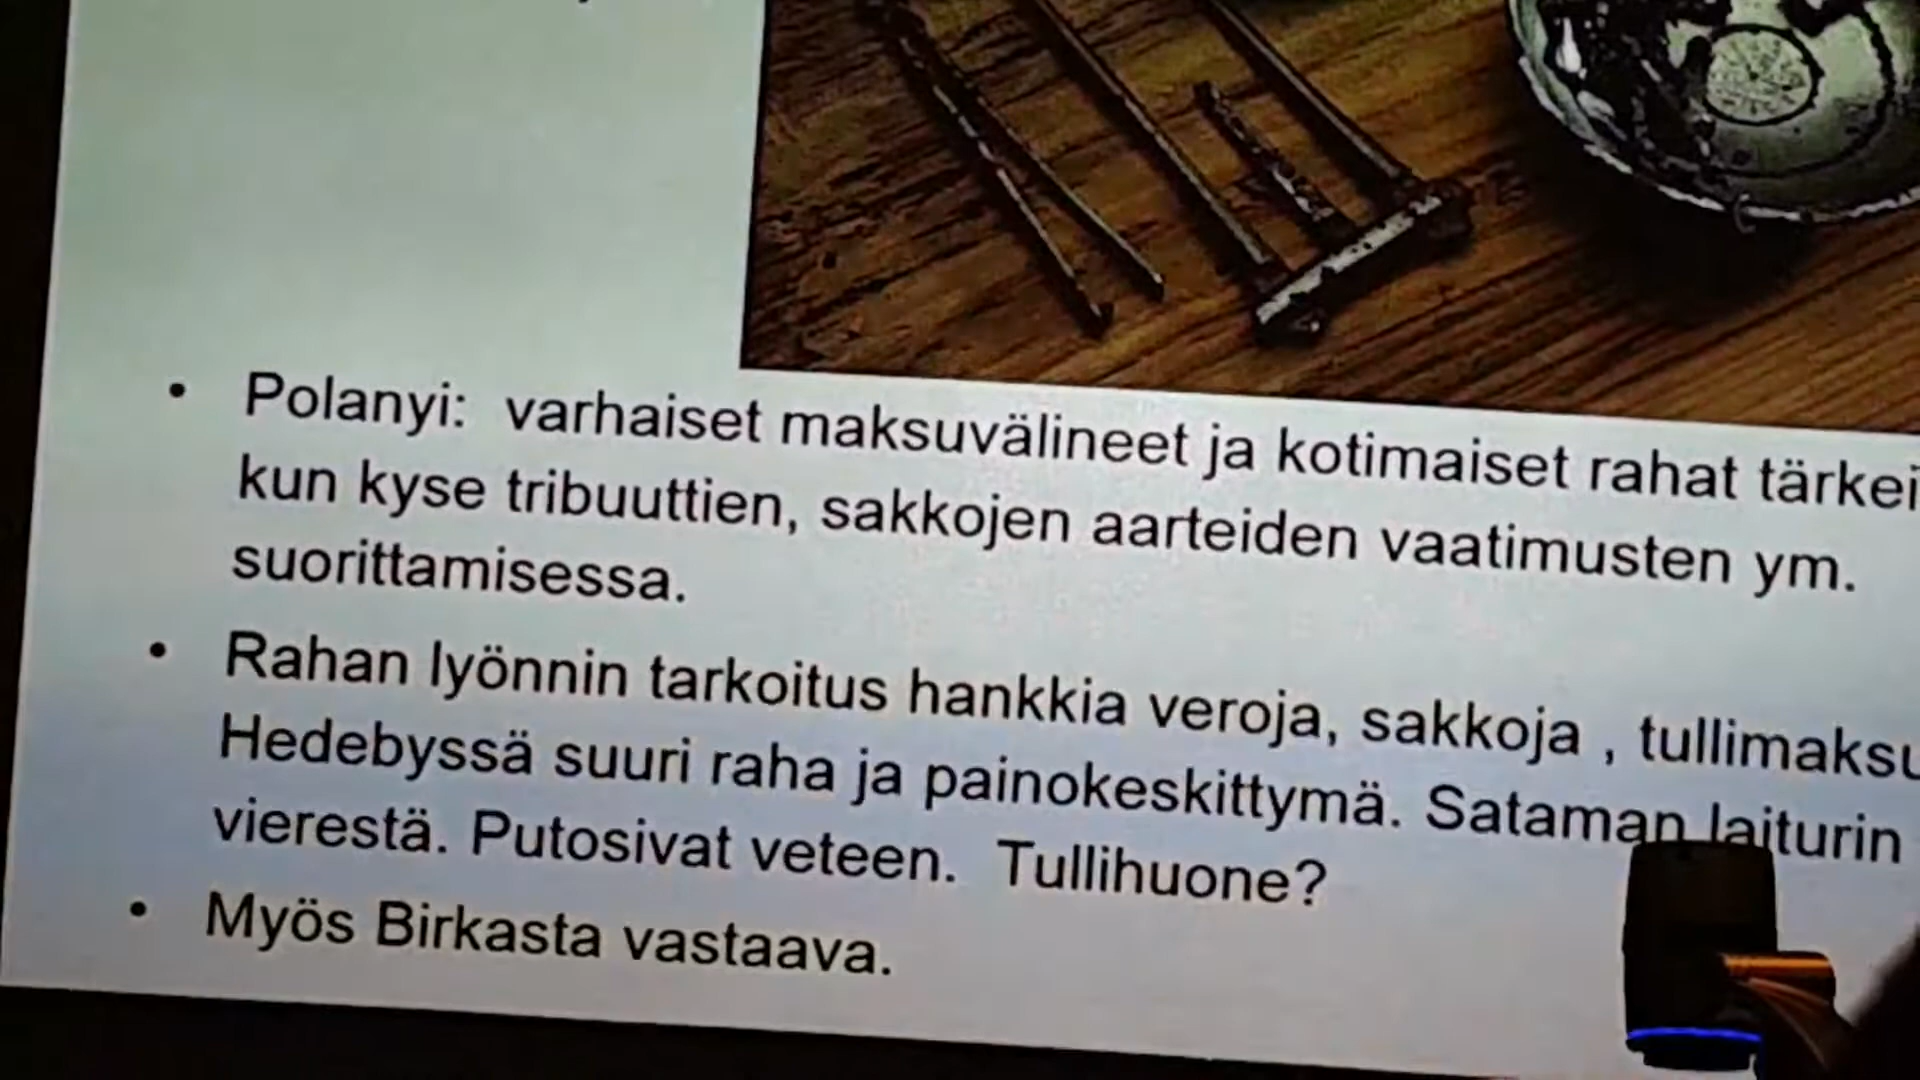 • Polanyi: varhaiset maksuvälineet ja kotimaiset rahat
kun kyse tribuuttien, sakkojen aarteiden vaatimusten ym.
suorittamisessa.
• Rahan lyönnin tarkoitus hankkia veroja, sakkoja ,
Hedebyssä suuri raha ja painokeskittymä. Sataman laiturin
vierestä. Putosivat veteen. Tullihuone?
• Myös Birkasta vastaava.